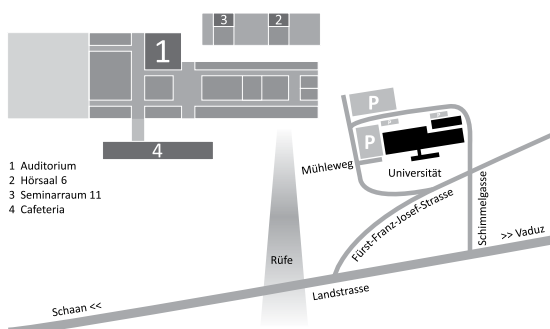 3
2
1
4
1 Auditorium
2 Hörsaal 6
3 Seminarraum 11
4 Cafeteria
P
P
Mühleweg
Universität
Fürst-Franz-Josef-Strasse
Schimmelgasse
>> Vaduz
Rüfe
Landstrasse
Schaan <<